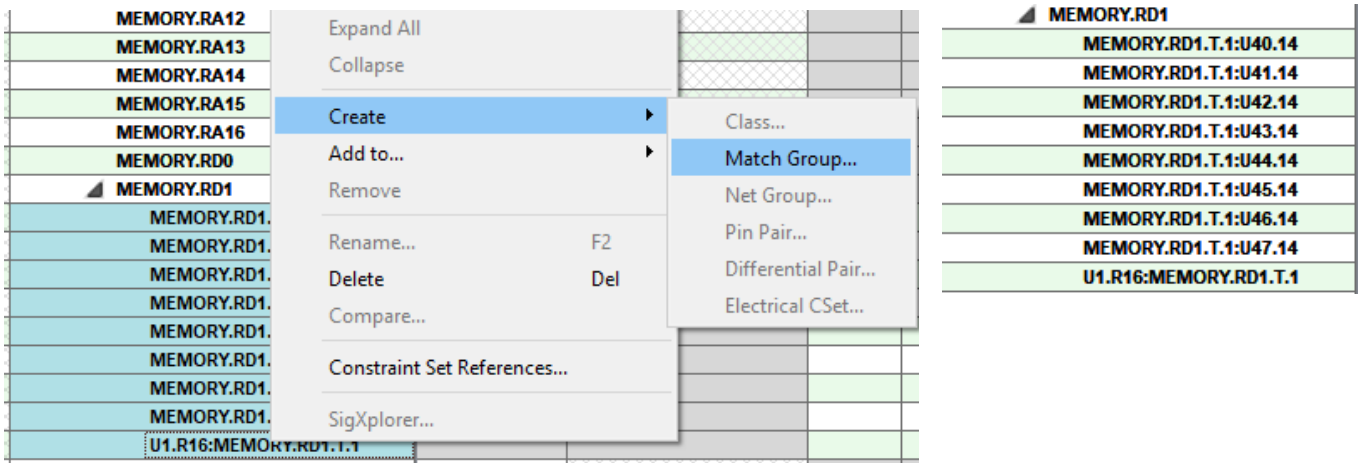 MEMORY.RA12
MEMORY.RA13
MEMORY.RA14
MEMORY.RA15
MEMORY.RA16
MEMORY.RD0
MEMORY.RD1
MEMORY.RD1.
MEMORY.RD1.
MEMORY.RD1.
MEMORY.RD1.
MEMORY.RD1.
MEMORY.RD1.
MEMORY.RD1.
MEMORY.RD1.
U1.R16:MEMORY.RD1.T.1
Expand All
Collapse
Create
Add to...
Remove
Rename... F2
Delete Del
Compare...
Constraint Set References...
SigXplorer...
Class...
Match Group...
Net Group...
Pin Pair...
Differential Pair...
Electrical CSet...
MEMORY.RD1
MEMORY.RD1.T.1:U40.14
MEMORY.RD1.T.1:U41.14
MEMORY.RD1.T.1:U42.14
MEMORY.RD1.T.1:U43.14
MEMORY.RD1.T.1:U44.14
MEMORY.RD1.T.1:U45.14
MEMORY.RD1.T.1:U46.14
MEMORY.RD1.T.1:U47.14
U1.R16:MEMORY.RD1.T.1